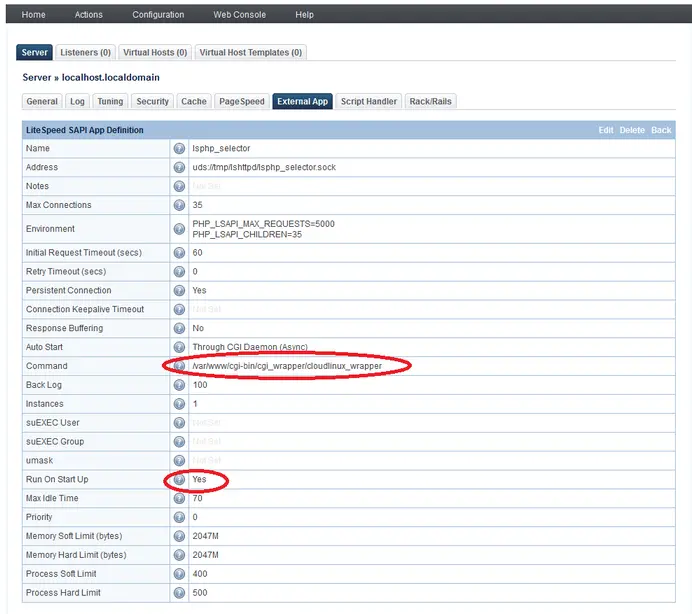 Home Actions Configuration Web Console Help
Server Listeners (0) Virtual Hosts (0) Virtual Host Templates (0)
Server » localhost.localdomain
General Log Tuning Security Cache PageSpeed External App Script Handler Rack/Rails
LiteSpeed SAPI App Definition Edit Delete Back
Name lsphp_selector
Address uds://tmp/lshttpd/lsphp_selector.sock
Notes Not Set
Max Connections 35
Environment PHP_LSAPI_MAX_REQUESTS=5000
PHP_LSAPI_CHILDREN=35
Initial Request Timeout (secs) 60
Retry Timeout (secs) 0
Persistent Connection Yes
Connection Keepalive Timeout Not Set
Response Buffering No
Auto Start Through CGI Daemon (Async)
Command /var/www/cgi-bin/cgi_wrapper/cloudlinux_wrapper
Back Log 100
Instances 1
suEXEC User Not Set
suEXEC Group Not Set
umask Not Set
Run On Start Up Yes
Max Idle Time 70
Priority 0
Memory Soft Limit (bytes) 2047M
Memory Hard Limit (bytes) 2047M
Process Soft Limit 400
Process Hard Limit 500